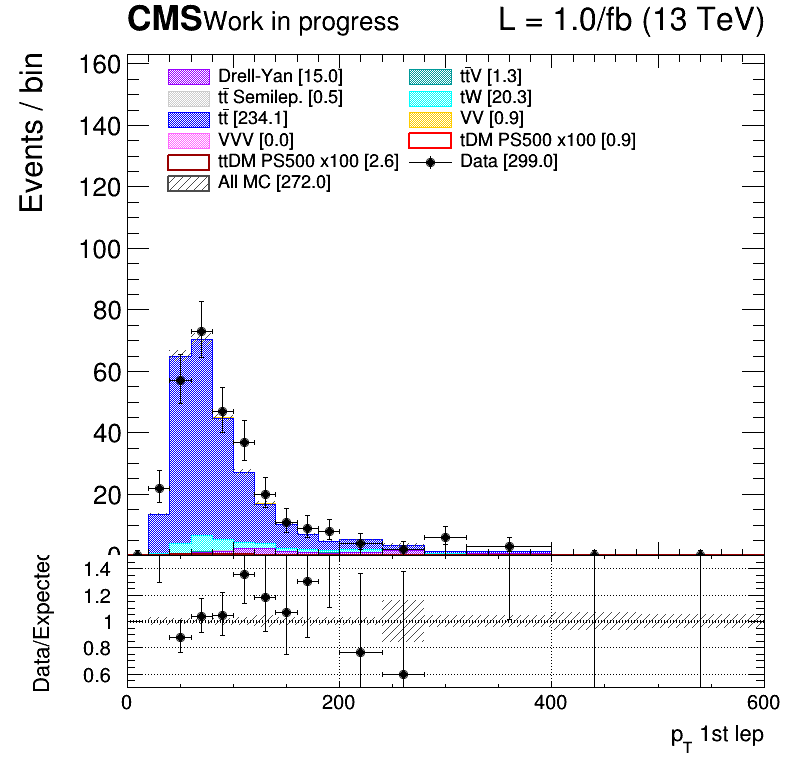 CMS Work in progress L = 1.0/fb (13 TeV)
Events / bin
160
140
120
100
80
60
40
20
0
Drell-Yan [15.0]
tt̄V [1.3]
tt̄ Semilep. [0.5]
tW [20.3]
tt̄ [234.1]
VV [0.9]
VVV [0.0]
tDM PS500 x100 [0.9]
ttDM PS500 x100 [2.6]
Data [299.0]
All MC [272.0]
Data/Expected
1.4
1.2
1
0.8
0.6
0 200 400 600
p_T 1st lep